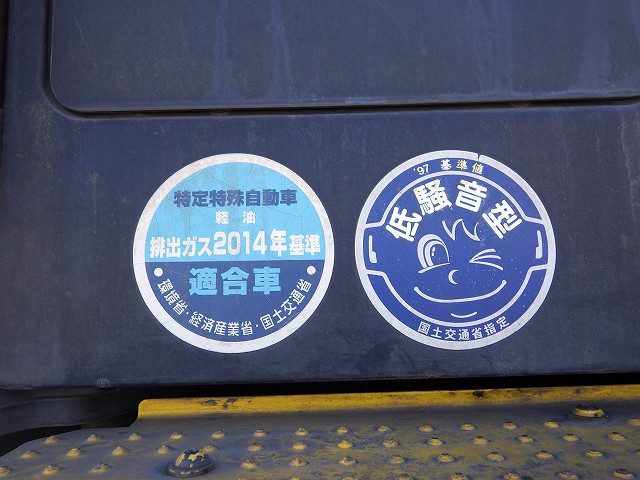 特定特殊自動車
軽油
排出ガス2014年基準
適合車
・環境省・経済産業省・国土交通省・
'97 基準値
低騒音型
国土交通省指定